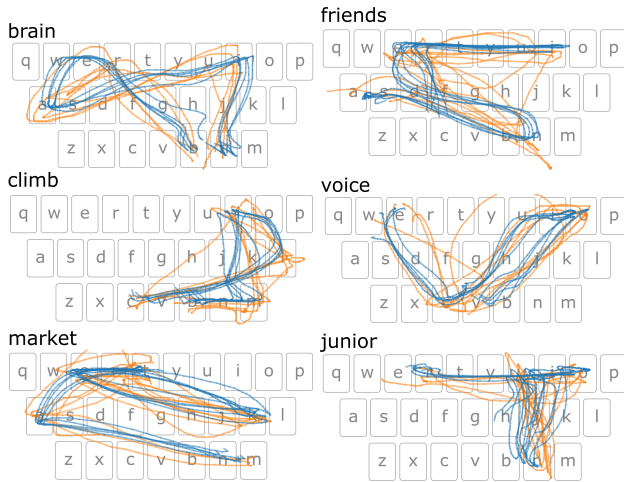 brain
q w e r t y u i o p
a s d f g h j k l
z x c v b n m
friends
q w e r t y u i o p
a s d f g h j k l
z x c v b n m
climb
q w e r t y u i o p
a s d f g h j k l
z x c v b n m
voice
q w e r t y u i o p
a s d f g h j k l
z x c v b n m
market
q w e r t y u i o p
a s d f g h j k l
z x c v b n m
junior
q w e r t y u i o p
a s d f g h j k l
z x c v b n m